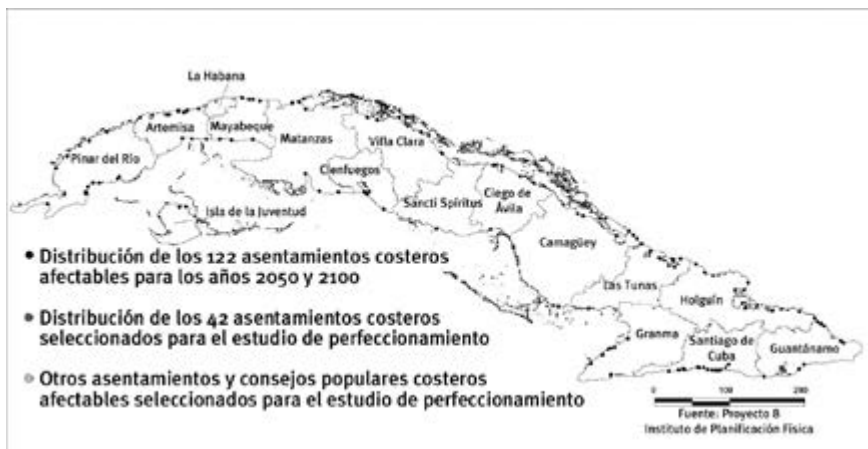 La Habana
Artemisa
Mayabeque
Matanzas
Villa Clara
Pinar del Río
Cienfuegos
Isla de la Juventud
Sancti Spíritus
Ciego de
Ávila
Camagüey
Las Tunas
Holguín
Granma
Santiago de
Cuba
Guantánamo
• Distribución de los 122 asentamientos costeros
afectables para los años 2050 y 2100
• Distribución de los 42 asentamientos costeros
seleccionados para el estudio de perfeccionamiento
• Otros asentamientos y consejos populares costeros
afectables seleccionados para el estudio de perfeccionamiento
0 100 200
Fuente: Proyecto 8
Instituto de Planificación Física